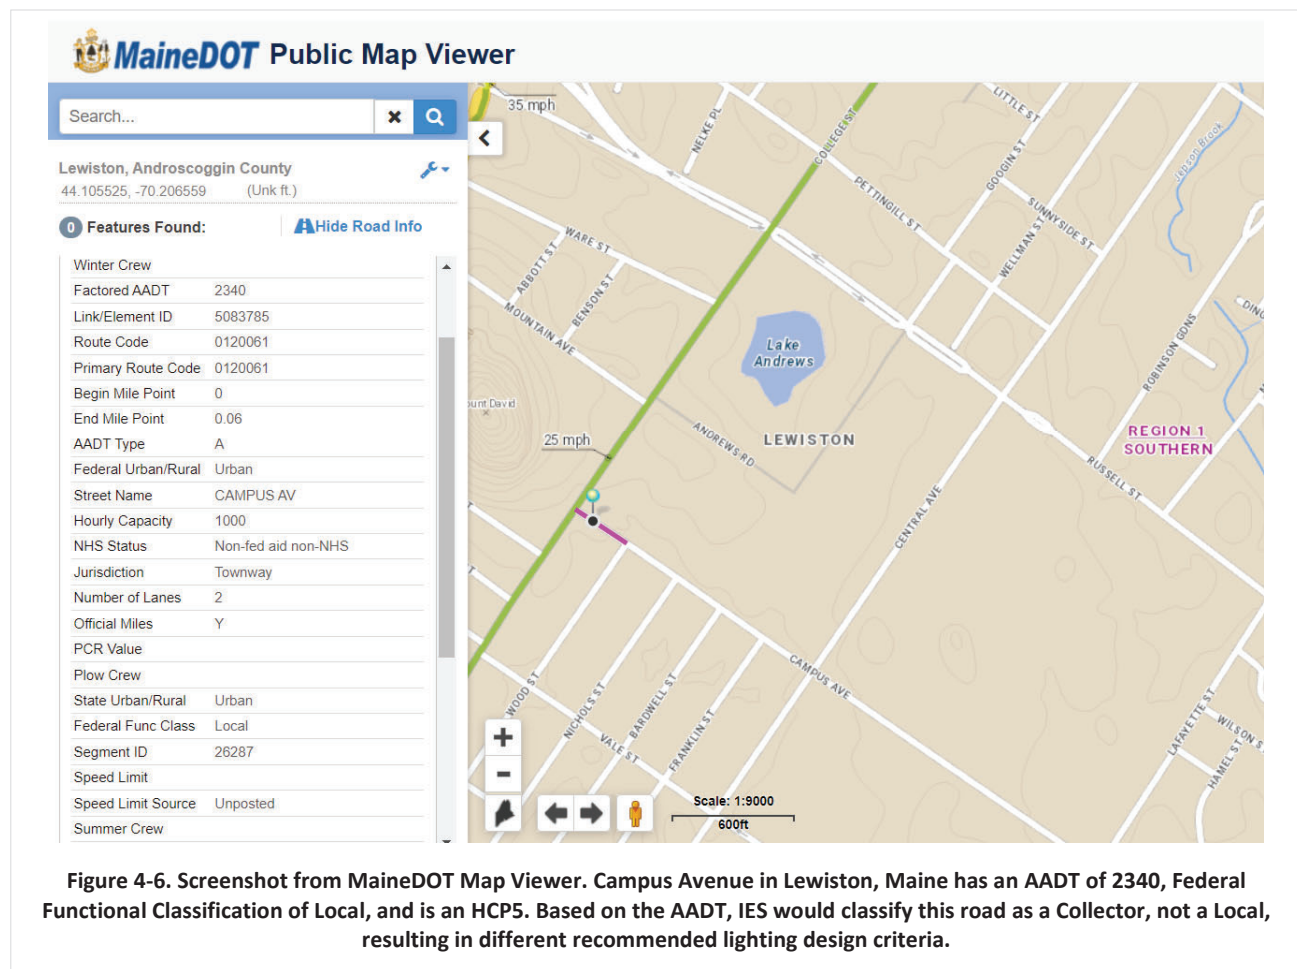 MaineDOT Public Map Viewer
Search...
Lewiston, Androscoggin County
44.105525, -70.206559 (Unk ft.)
0 Features Found: Hide Road Info
Winter Crew
Factored AADT 2340
Link/Element ID 5083785
Route Code 0120061
Primary Route Code 0120061
Begin Mile Point 0
End Mile Point 0.06
AADT Type A
Federal Urban/Rural Urban
Street Name CAMPUS AV
Hourly Capacity 1000
NHS Status Non-fed aid non-NHS
Jurisdiction Townway
Number of Lanes 2
Official Miles Y
PCR Value
Plow Crew
State Urban/Rural Urban
Federal Func Class Local
Segment ID 26287
Speed Limit
Speed Limit Source Unposted
Summer Crew
35 mph
NELKE PL
COLLEGE ST
LITTLE ST
Jepson Brook
GOOGIN ST
PETTINGILL ST
SUNNYSIDE ST
WELLMAN ST
WARE ST
ABBOTT ST
BENSON ST
MOUNTAIN AVE
Lake
Andrews
ROBINSON GDNS
unt David
25 mph
ANDREWS RD
LEWISTON
REGION 1
SOUTHERN
RUSSELL ST
CENTRAL AVE
CAMPUS AVE
WOOD ST
NICHOLS ST
BARDWELL ST
FRANKLIN ST
VALE ST
LAFAYETTE ST
WILSON S
HAMEL ST
Scale: 1:9000
600ft
Figure 4-6. Screenshot from MaineDOT Map Viewer. Campus Avenue in Lewiston, Maine has an AADT of 2340, Federal
Functional Classification of Local, and is an HCP5. Based on the AADT, IES would classify this road as a Collector, not a Local,
resulting in different recommended lighting design criteria.